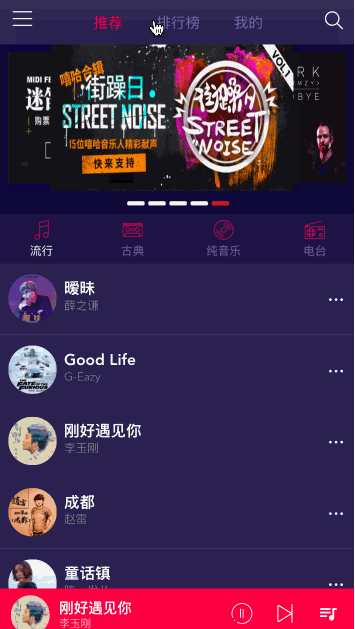 推荐 排行榜 我的
MIDI FE
迷
购票
嘻哈合辑
街躁日
STREET NOISE
15位嘻哈音乐人精彩献声
快来支持
街躁
STREET
NOISE
VOL.1
R K
BYE
流行 古典 纯音乐 电台
暧昧
薛之谦
Good Life
G-Eazy
刚好遇见你
李玉刚
成都
赵雷
童话镇
刚好遇见你
李玉刚